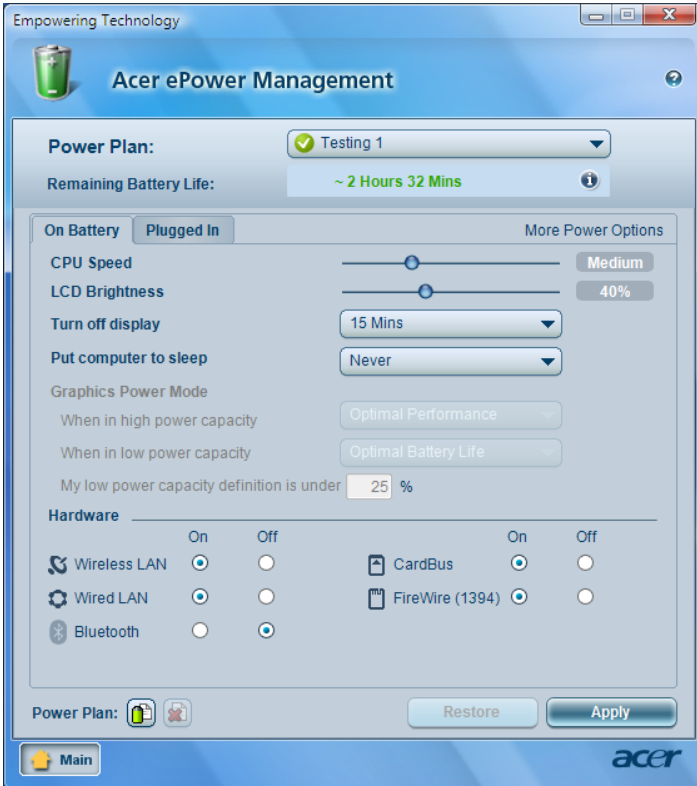 Empowering Technology
Acer ePower Management
Power Plan: Testing 1
Remaining Battery Life: ~ 2 Hours 32 Mins
On Battery Plugged In More Power Options
CPU Speed Medium
LCD Brightness 40%
Turn off display 15 Mins
Put computer to sleep Never
Graphics Power Mode
When in high power capacity Optimal Performance
When in low power capacity Optimal Battery Life
My low power capacity definition is under 25 %
Hardware
On Off On Off
Wireless LAN CardBus
Wired LAN FireWire (1394)
Bluetooth
Power Plan: Restore Apply
Main acer